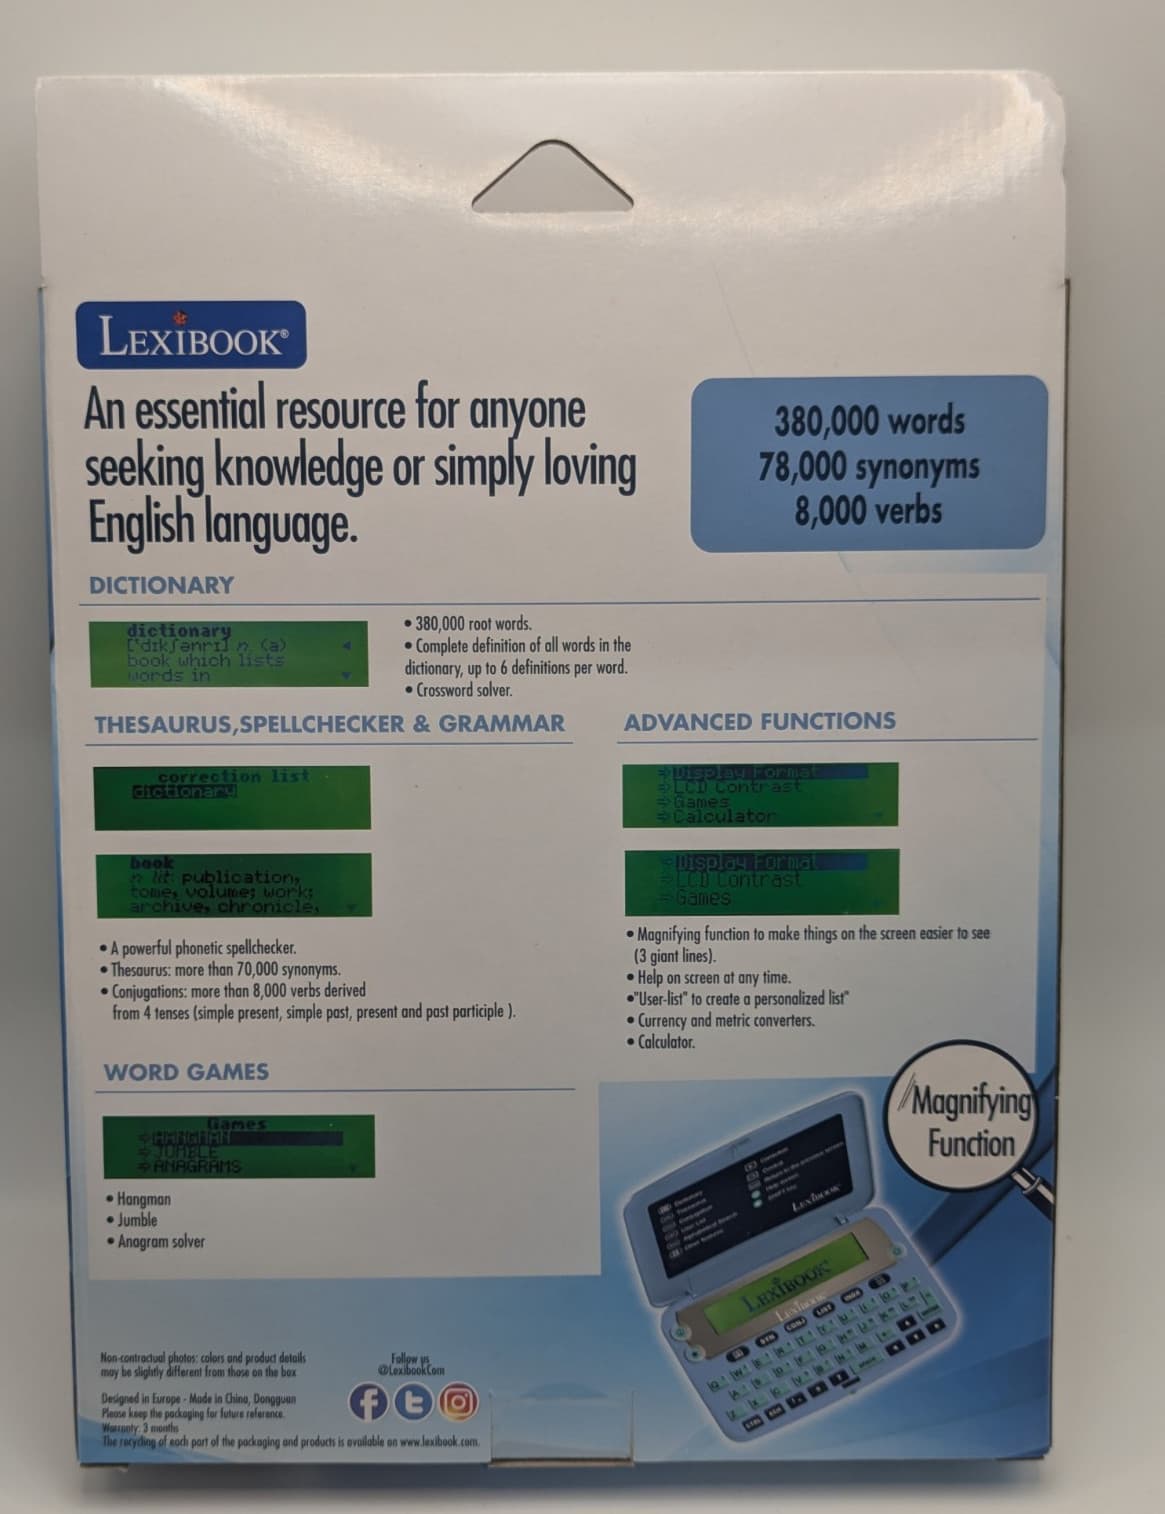 LEXIBOOK®
An essential resource for anyone
seeking knowledge or simply loving
English language.
380,000 words
78,000 synonyms
8,000 verbs
DICTIONARY
dictionary
['dɪkʃənrɪ] n. (a)
book which lists
words in
• 380,000 root words.
• Complete definition of all words in the
dictionary, up to 6 definitions per word.
• Crossword solver.
THESAURUS,SPELLCHECKER & GRAMMAR
correction list
dictionary
book
n lit: publication,
tome, volume; work;
archive, chronicle,
• A powerful phonetic spellchecker.
• Thesaurus: more than 70,000 synonyms.
• Conjugations: more than 8,000 verbs derived
from 4 tenses (simple present, simple past, present and past participle ).
ADVANCED FUNCTIONS
⇒Display Format
⇒LCD Contrast
⇒Games
⇒Calculator
⇒Display Format
⇒LCD Contrast
⇒Games
• Magnifying function to make things on the screen easier to see
(3 giant lines).
• Help on screen at any time.
•"User-list" to create a personalized list"
• Currency and metric converters.
• Calculator.
WORD GAMES
Games
⇒HANGMAN
⇒JUMBLE
⇒ANAGRAMS
• Hangman
• Jumble
• Anagram solver
Magnifying
Function
LEXIBOOK
LEXIBOOK
LEXIBOOK
Non-contractual photos: colors and product details
may be slightly different from those on the box
Designed in Europe - Made in China, Dongguan
Please keep the packaging for future reference.
Warranty: 3 months
The recycling of each part of the packaging and products is available on www.lexibook.com.
Follow us
@LexibookCom